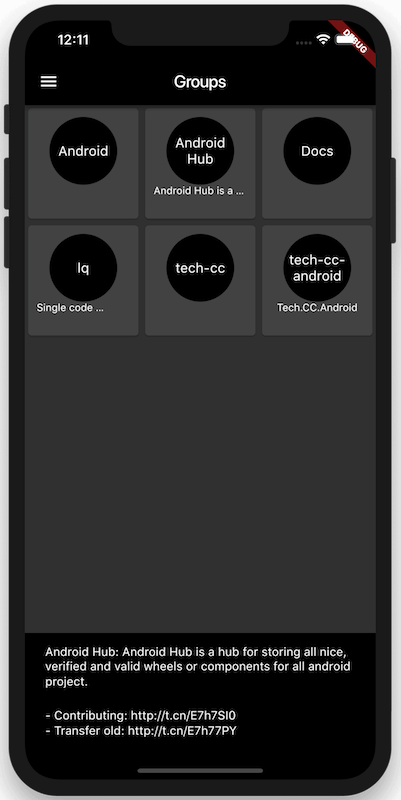 12:11
DEBUG
Groups
Android
Android
Hub
Android Hub is a ...
Docs
lq
Single code ...
tech-cc
tech-cc-
android
Tech.CC.Android
Android Hub: Android Hub is a hub for storing all nice,
verified and valid wheels or components for all android
project.
- Contributing: http://t.cn/E7h7SI0
- Transfer old: http://t.cn/E7h77PY